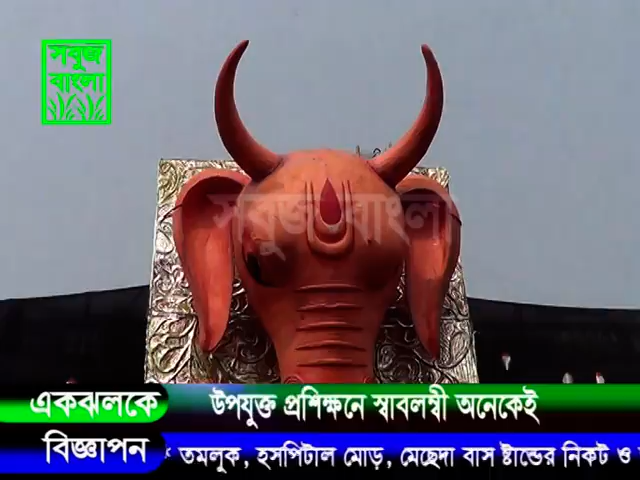 সবুজ
বাংলা
সবুজ বাংলা
একঝলকে
উপযুক্ত প্রশিক্ষনে স্বাবলম্বী অনেকেই
বিজ্ঞাপন
তমলুক, হসপিটাল মোড়, মেছেদা বাস ষ্টান্ডের নিকট ও